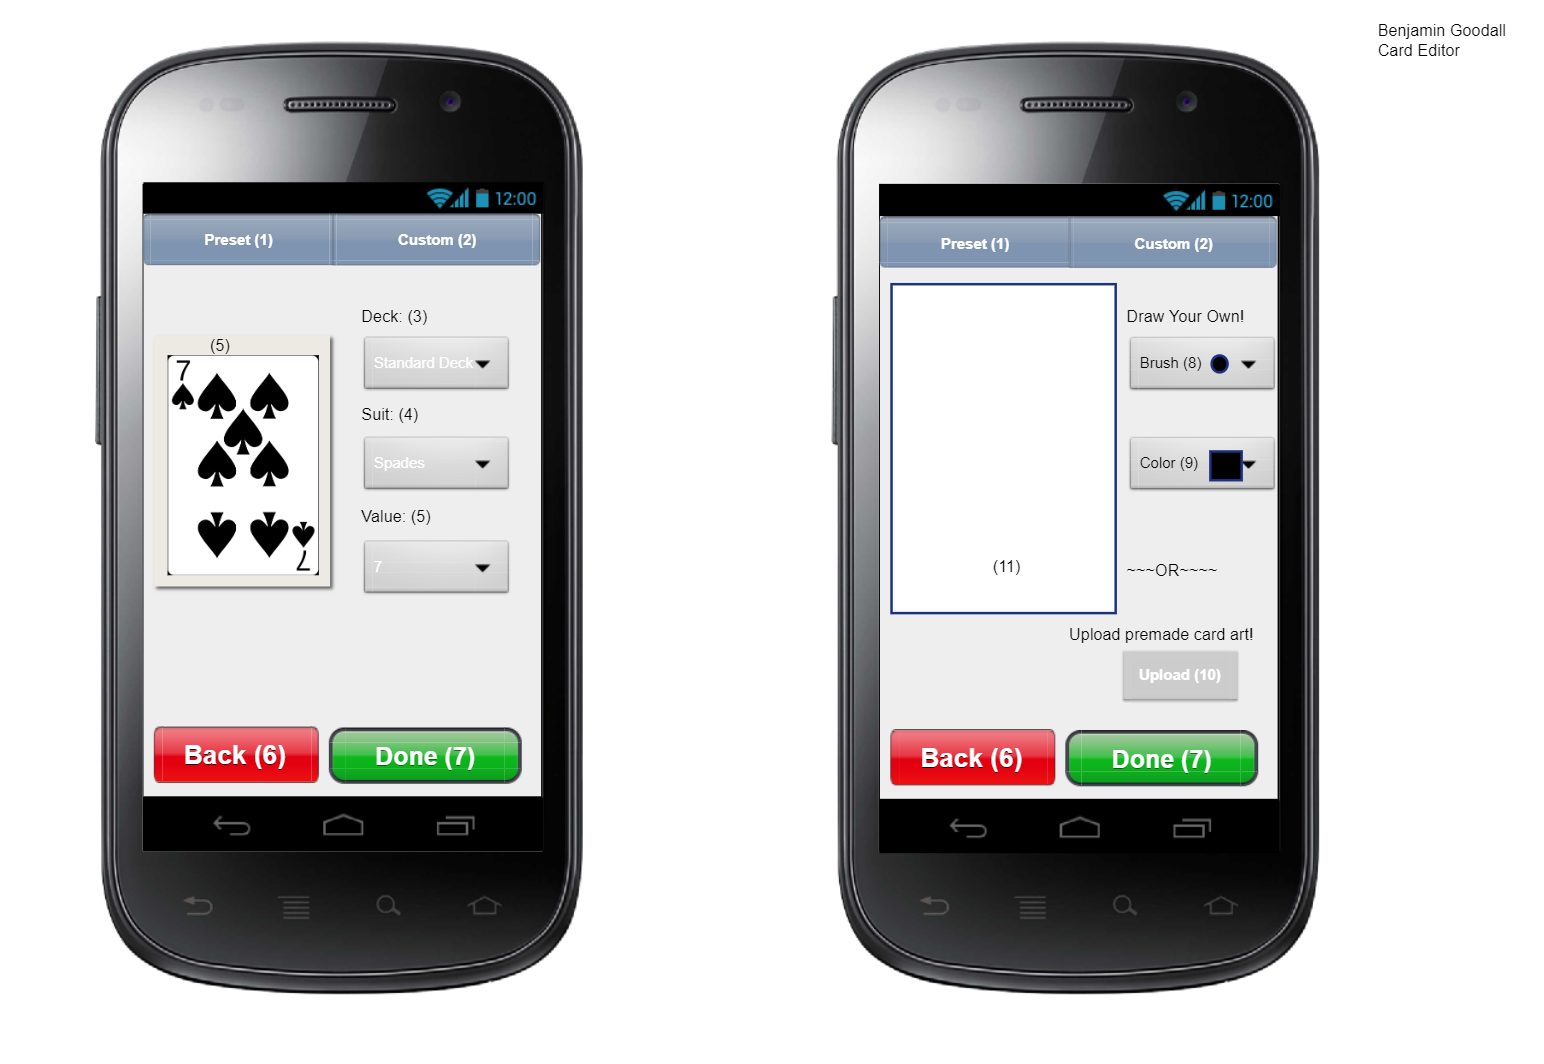 Benjamin Goodall
Card Editor
12:00
Preset (1)
Custom (2)
Deck: (3)
Standard Deck
Suit: (4)
Spades
Value: (5)
7
(5)
7
7
Back (6)
Done (7)
12:00
Preset (1)
Custom (2)
Draw Your Own!
Brush (8)
Color (9)
(11)
~~~OR~~~~
Upload premade card art!
Upload (10)
Back (6)
Done (7)